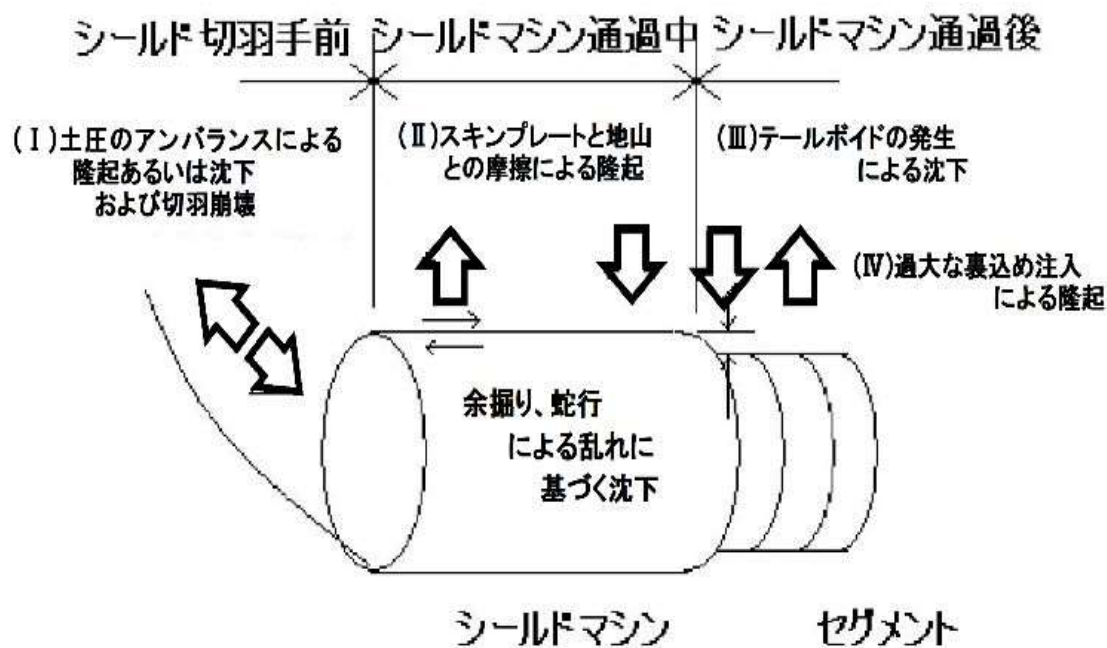 シールド切羽手前
シールドマシン通過中
シールドマシン通過後
(Ⅰ)土圧のアンバランスによる
隆起あるいは沈下
および切羽崩壊
(Ⅱ)スキンプレートと地山
との摩擦による隆起
(Ⅲ)テールボイドの発生
による沈下
(Ⅳ)過大な裏込め注入
による隆起
余掘り、蛇行
による乱れに
基づく沈下
シールドマシン
セグメント